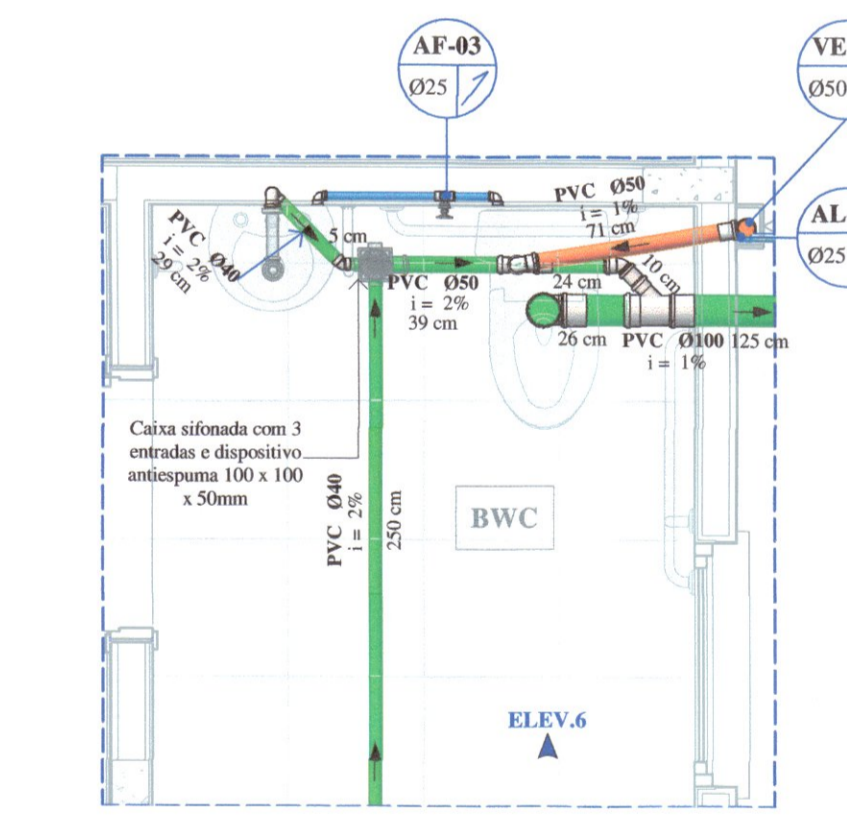 AF-03
Ø25
VE
Ø50
AL
Ø25
PVC Ø50
i = 1%
71 cm
PVC Ø40
i = 2%
29 cm
5 cm
10 cm
PVC Ø50
i = 2%
39 cm
24 cm
26 cm
PVC Ø100
i = 1%
125 cm
Caixa sifonada com 3
entradas e dispositivo
antiespuma 100 x 100
x 50mm
PVC Ø40
i = 2%
250 cm
BWC
ELEV.6